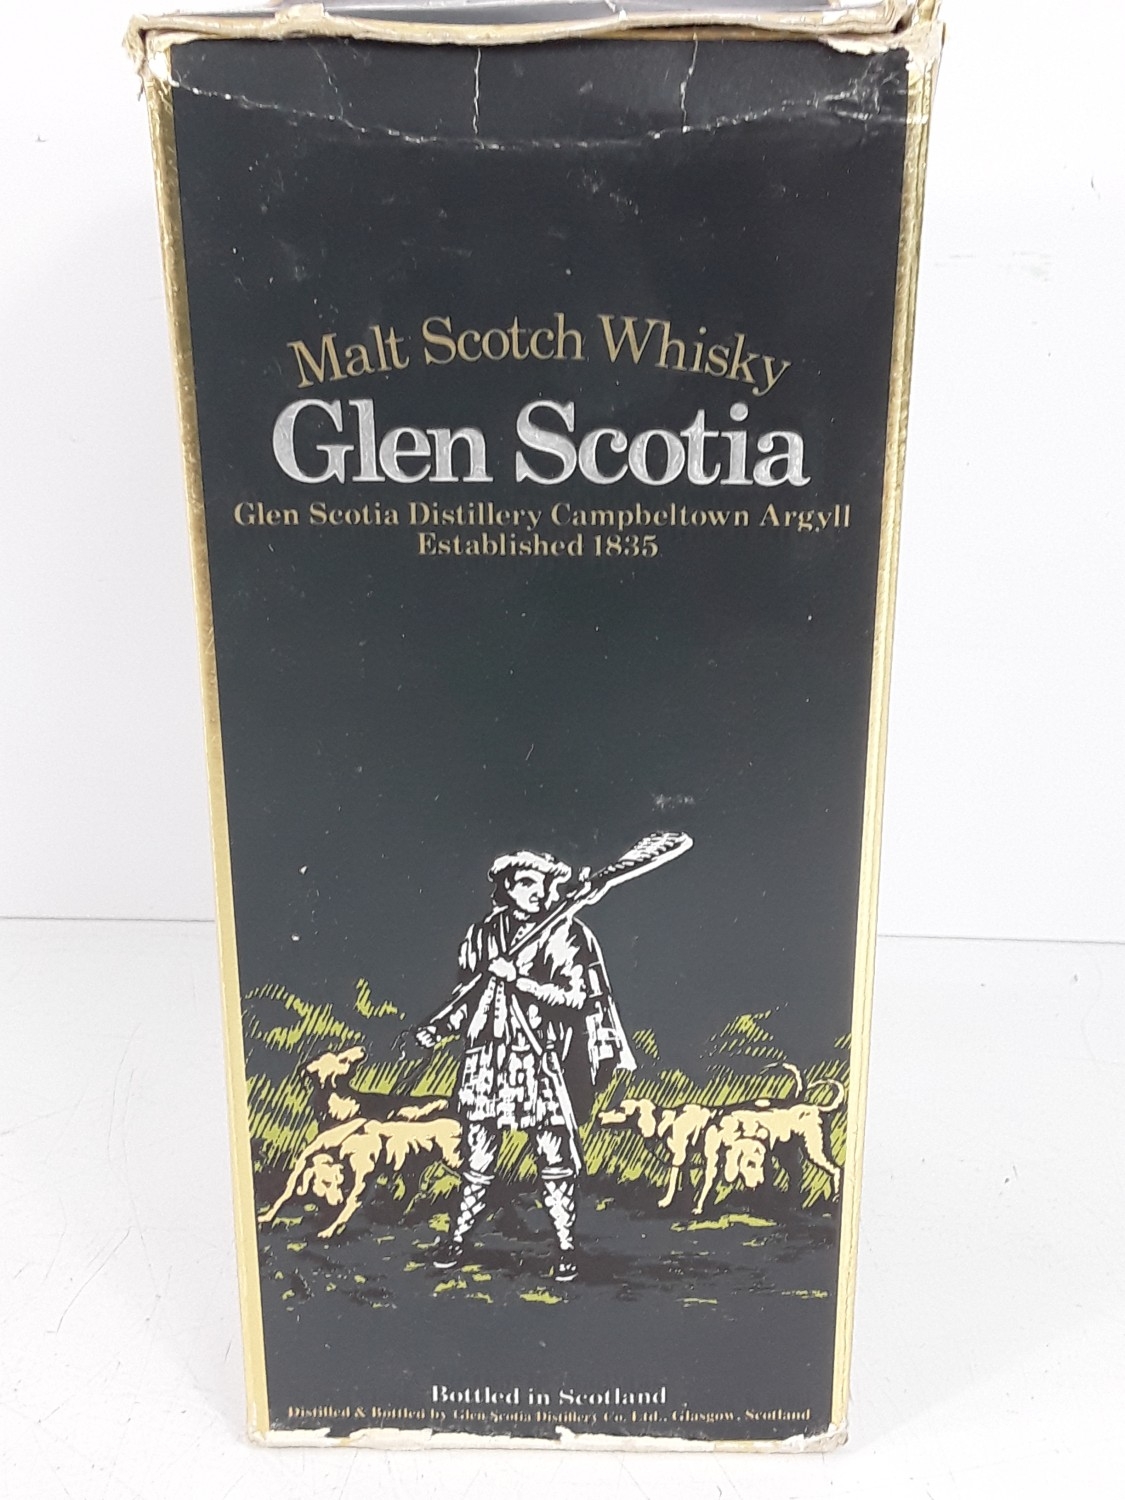 Malt Scotch Whisky
Glen Scotia
Glen Scotia Distillery Campbeltown Argyll
Established 1835
Bottled in Scotland
Distilled & Bottled by Glen Scotia Distillery Co. Ltd., Glasgow, Scotland